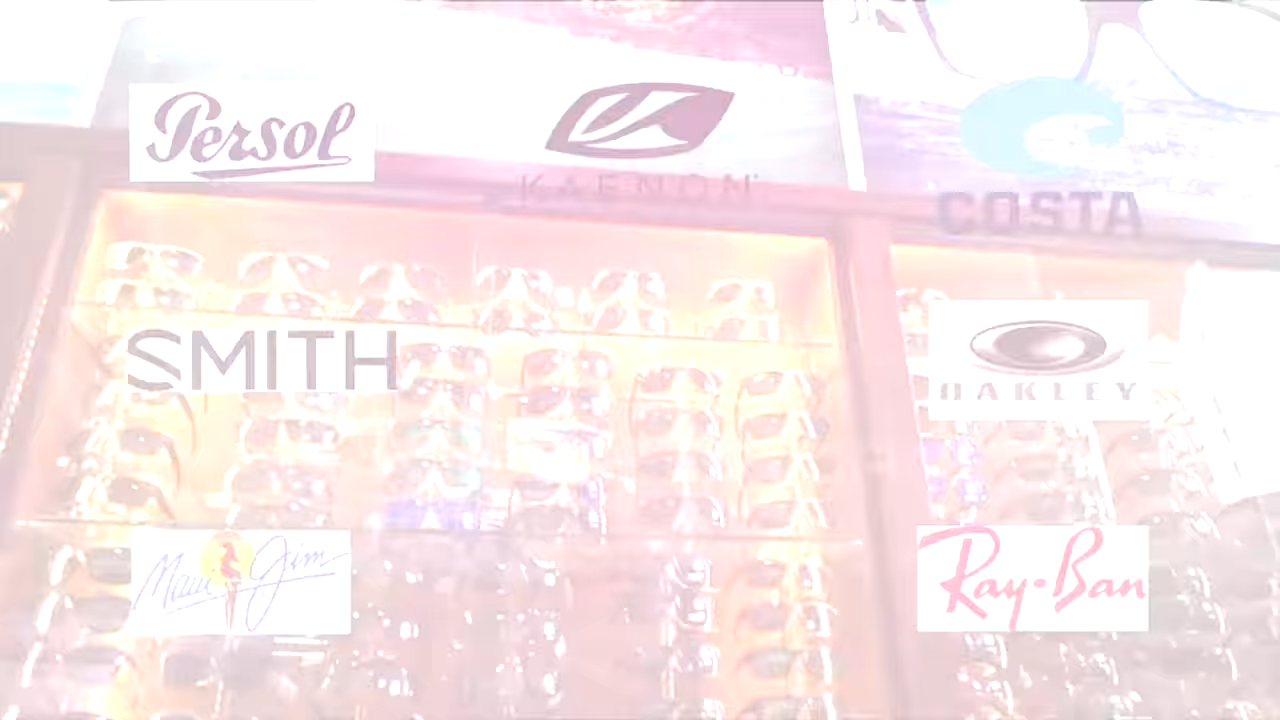 Persol
KAENON
COSTA
SMITH
OAKLEY
Maui Jim
Ray-Ban